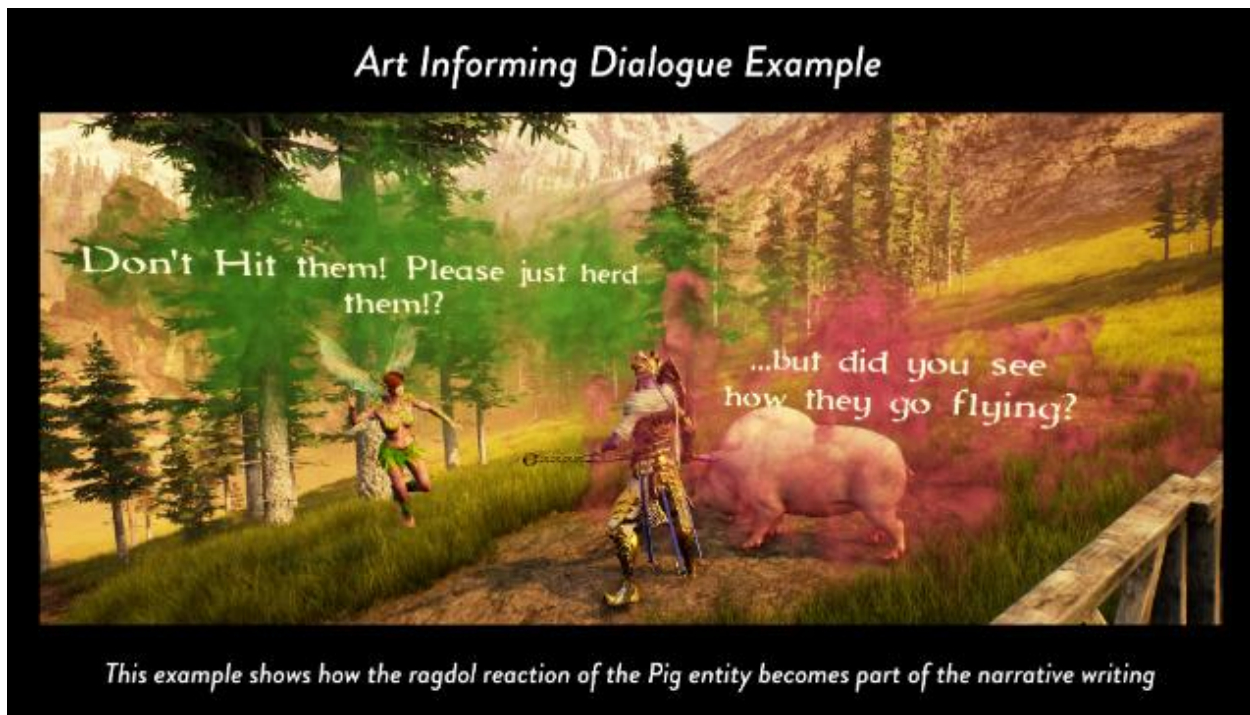 Art Informing Dialogue Example
Don't Hit them! Please just herd
them!?
...but did you see
how they go flying?
This example shows how the ragdol reaction of the Pig entity becomes part of the narrative writing